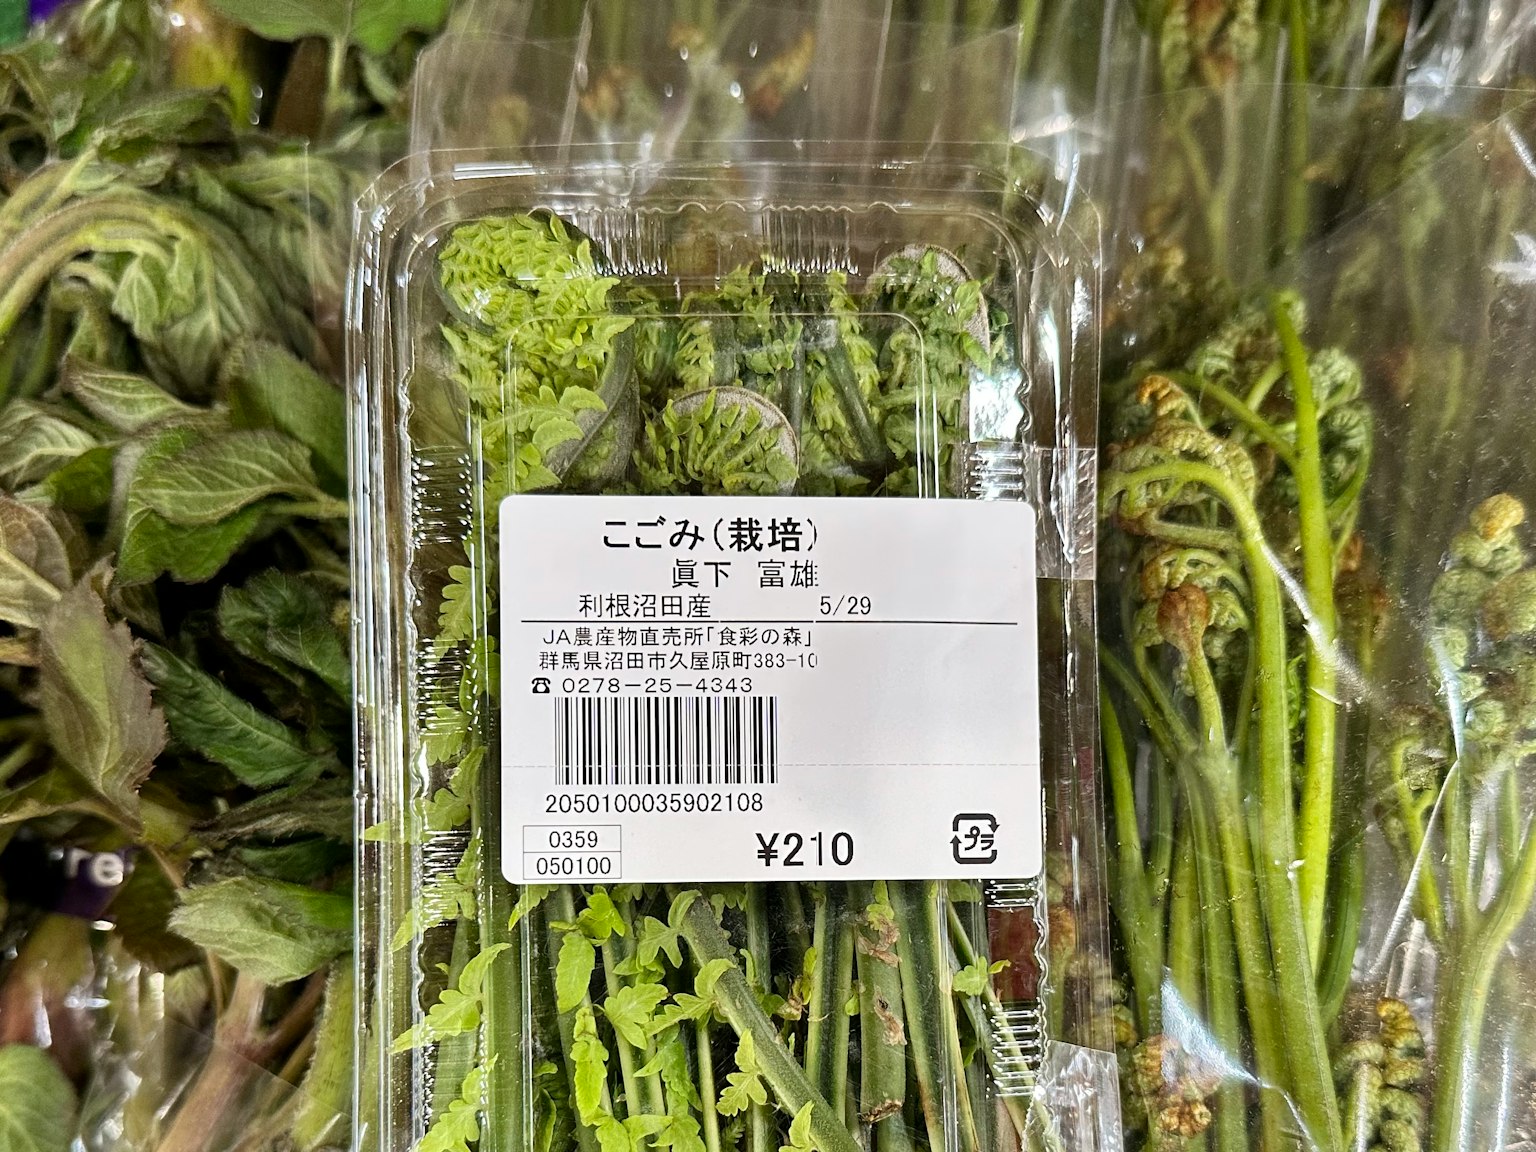 こごみ(栽培)
眞下 富雄
利根沼田産 5/29
JA農産物直売所「食彩の森」
群馬県沼田市久屋原町383-10
☎ 0278-25-4343
2050100035902108
0359
050100
¥210
プラ
re